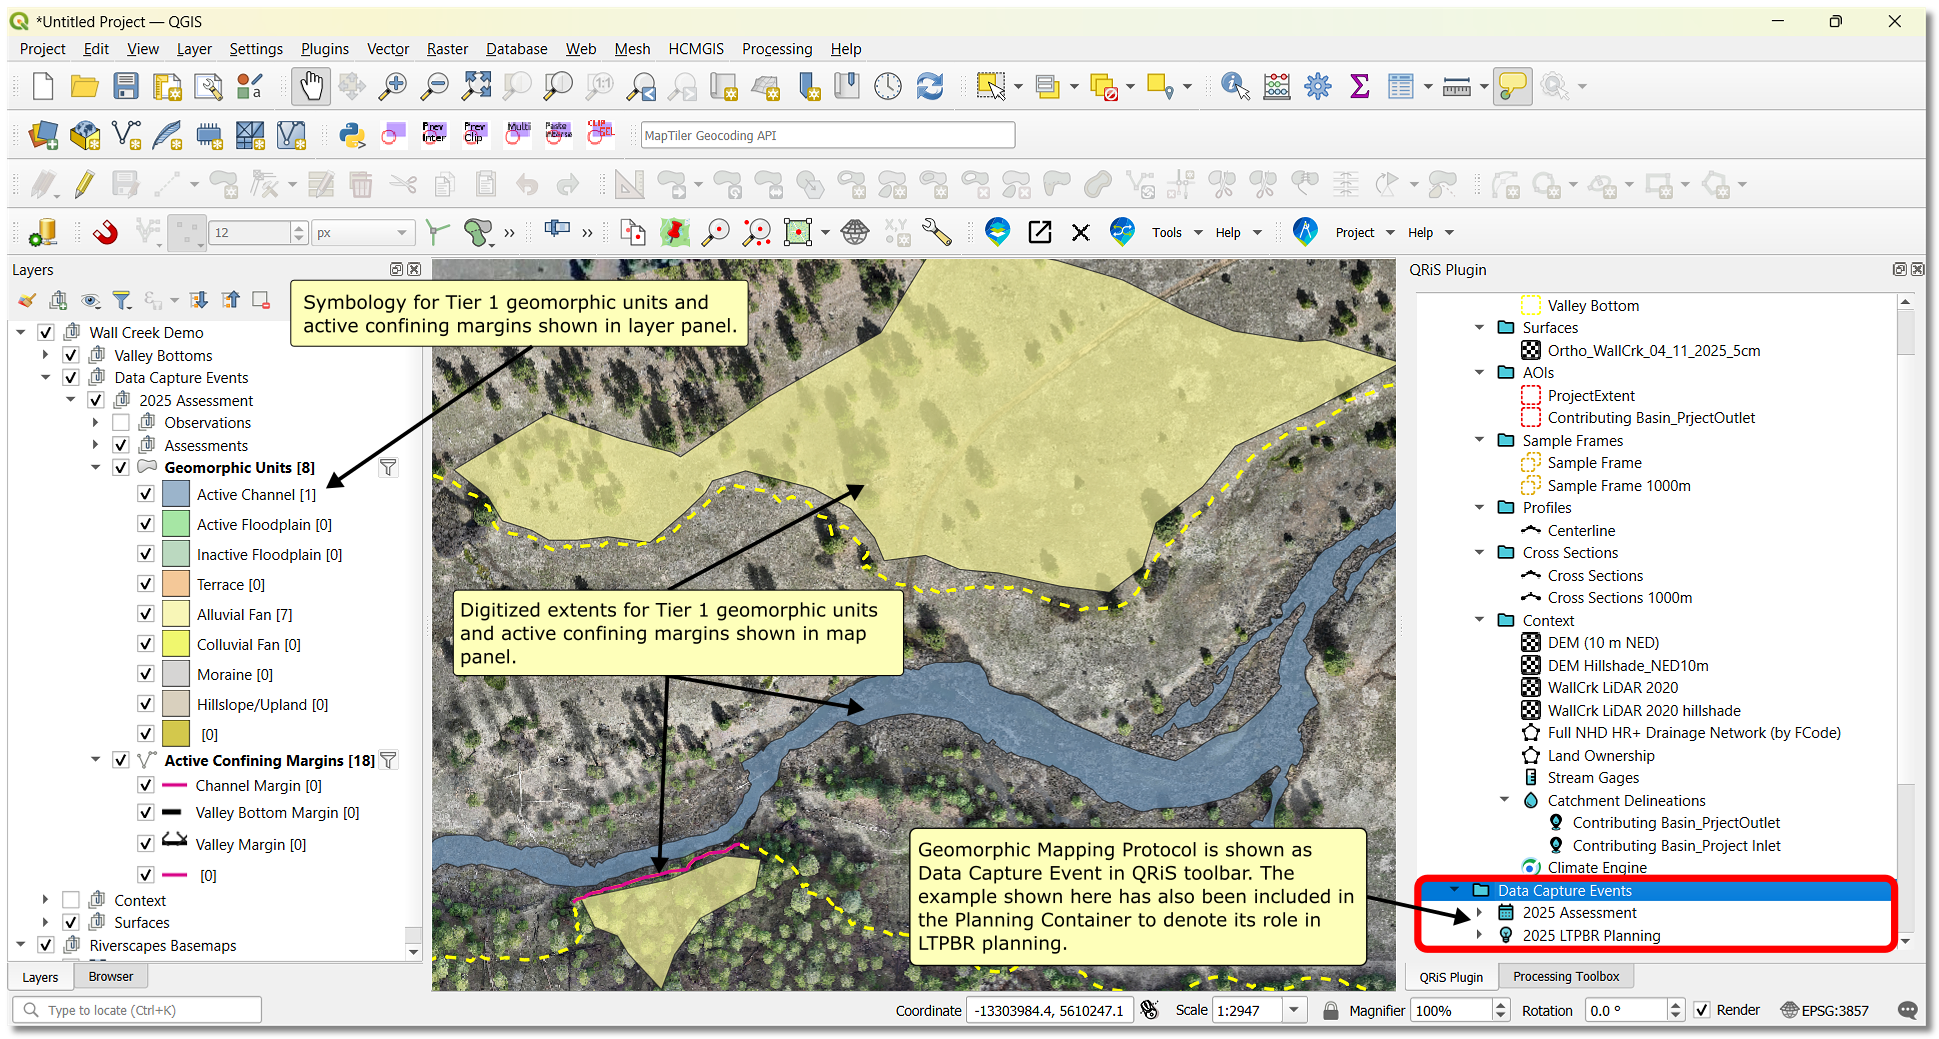 *Untitled Project — QGIS
Project Edit View Layer Settings Plugins Vector Raster Database Web Mesh HCMGIS Processing Help
a 1:1
Prev Inter
Prev Clip
Multi
Paste
CLIP
MapTiler Geocoding API
12 px X,Y Tools Help Project Help
Layers
Wall Creek Demo
Valley Bottoms
Data Capture Events
2025 Assessment
Observations
Assessments
Geomorphic Units [8]
Active Channel [1]
Active Floodplain [0]
Inactive Floodplain [0]
Terrace [0]
Alluvial Fan [7]
Colluvial Fan [0]
Moraine [0]
Hillslope/Upland [0]
[0]
Active Confining Margins [18]
Channel Margin [0]
Valley Bottom Margin [0]
Valley Margin [0]
[0]
Context
Surfaces
Riverscapes Basemaps
Layers Browser
Type to locate (Ctrl+K)
Symbology for Tier 1 geomorphic units and
active confining margins shown in layer panel.
Digitized extents for Tier 1 geomorphic units
and active confining margins shown in map
panel.
Geomorphic Mapping Protocol is shown as
Data Capture Event in QRiS toolbar. The
example shown here has also been included in
the Planning Container to denote its role in
LTPBR planning.
QRiS Plugin
Valley Bottom
Surfaces
Ortho_WallCrk_04_11_2025_5cm
AOIs
ProjectExtent
Contributing Basin_PrjectOutlet
Sample Frames
Sample Frame
Sample Frame 1000m
Profiles
Centerline
Cross Sections
Cross Sections
Cross Sections 1000m
Context
DEM (10 m NED)
DEM Hillshade_NED10m
WallCrk LiDAR 2020
WallCrk LiDAR 2020 hillshade
Full NHD HR+ Drainage Network (by FCode)
Land Ownership
Stream Gages
Catchment Delineations
Contributing Basin_PrjectOutlet
Contributing Basin_Project Inlet
Climate Engine
Data Capture Events
2025 Assessment
2025 LTPBR Planning
QRiS Plugin Processing Toolbox
Coordinate -13303984.4, 5610247.1 Scale 1:2947 Magnifier 100% Rotation 0.0 ° Render EPSG:3857